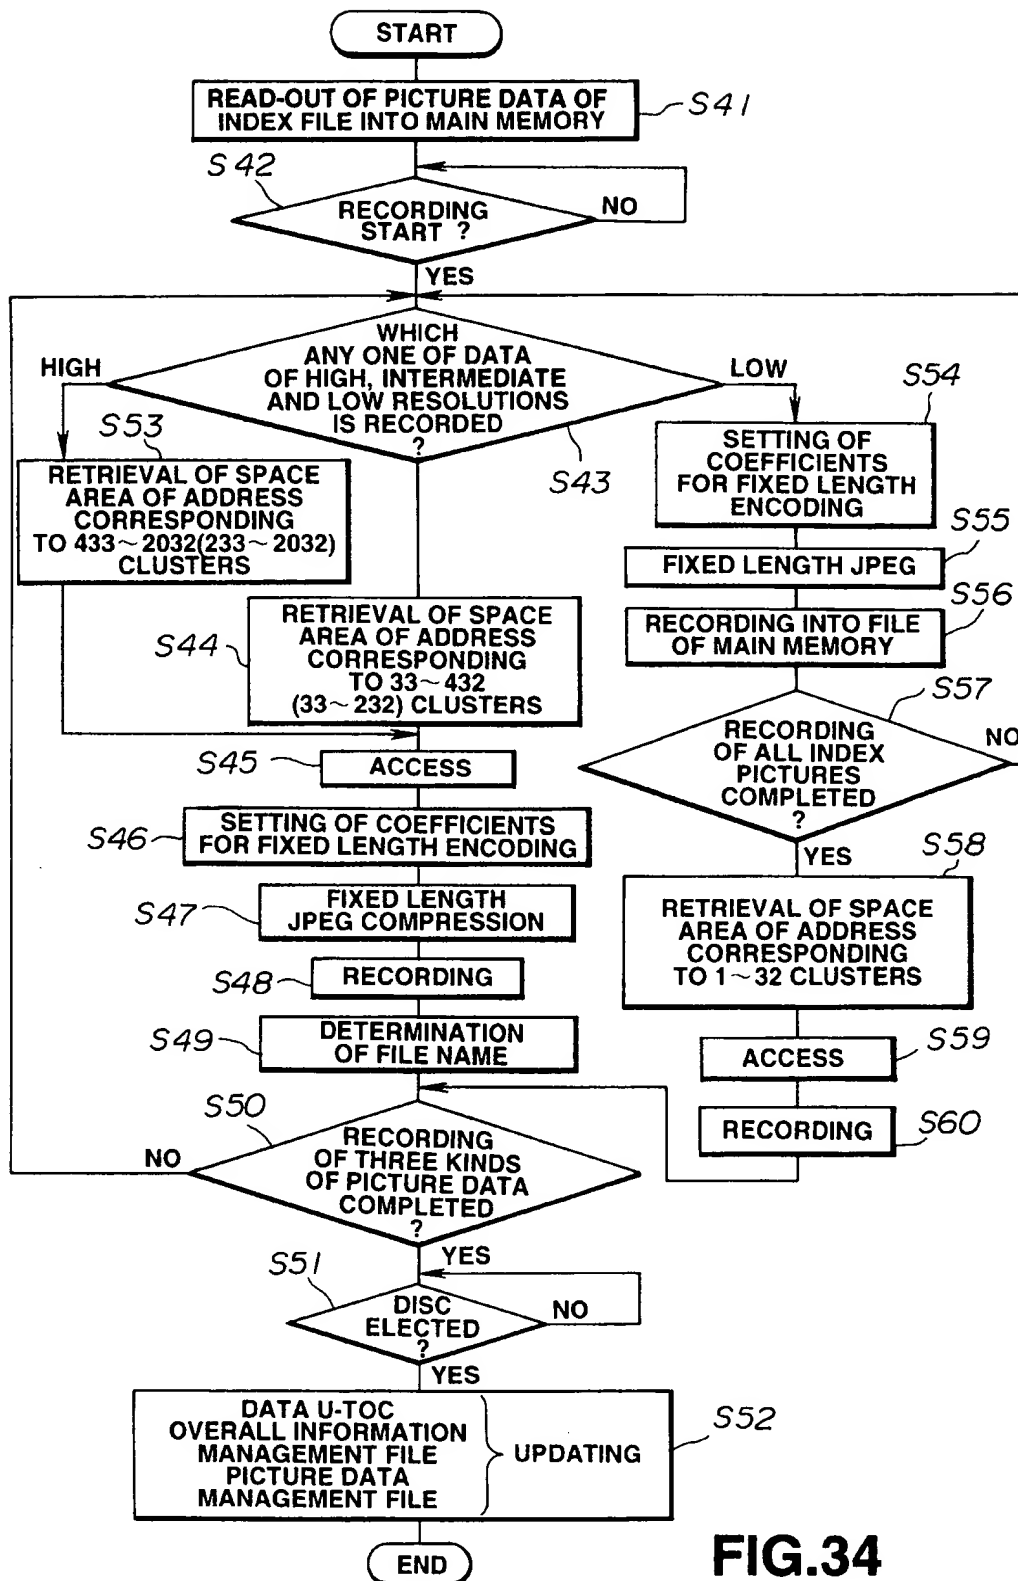 START
READ-OUT OF PICTURE DATA OF
INDEX FILE INTO MAIN MEMORY
S41
S42
RECORDING
START ?
NO
YES
WHICH
ANY ONE OF DATA
OF HIGH, INTERMEDIATE
AND LOW RESOLUTIONS
IS RECORDED
?
HIGH
LOW
S43
S53
RETRIEVAL OF SPACE
AREA OF ADDRESS
CORRESPONDING
TO 433~2032(233~2032)
CLUSTERS
S54
SETTING OF
COEFFICIENTS
FOR FIXED LENGTH
ENCODING
S55
FIXED LENGTH JPEG
S56
RECORDING INTO FILE
OF MAIN MEMORY
S44
RETRIEVAL OF SPACE
AREA OF ADDRESS
CORRESPONDING
TO 33~432
(33~232) CLUSTERS
S57
RECORDING
OF ALL INDEX
PICTURES
COMPLETED
?
NO
YES
S45
ACCESS
S46
SETTING OF COEFFICIENTS
FOR FIXED LENGTH ENCODING
S47
FIXED LENGTH
JPEG COMPRESSION
S48
RECORDING
S49
DETERMINATION
OF FILE NAME
S58
RETRIEVAL OF SPACE
AREA OF ADDRESS
CORRESPONDING
TO 1~32 CLUSTERS
S59
ACCESS
S60
RECORDING
S50
RECORDING
OF THREE KINDS
OF PICTURE DATA
COMPLETED
?
NO
YES
S51
DISC
ELECTED
?
NO
YES
DATA U-TOC
OVERALL INFORMATION
MANAGEMENT FILE
PICTURE DATA
MANAGEMENT FILE
UPDATING
S52
END
FIG.34